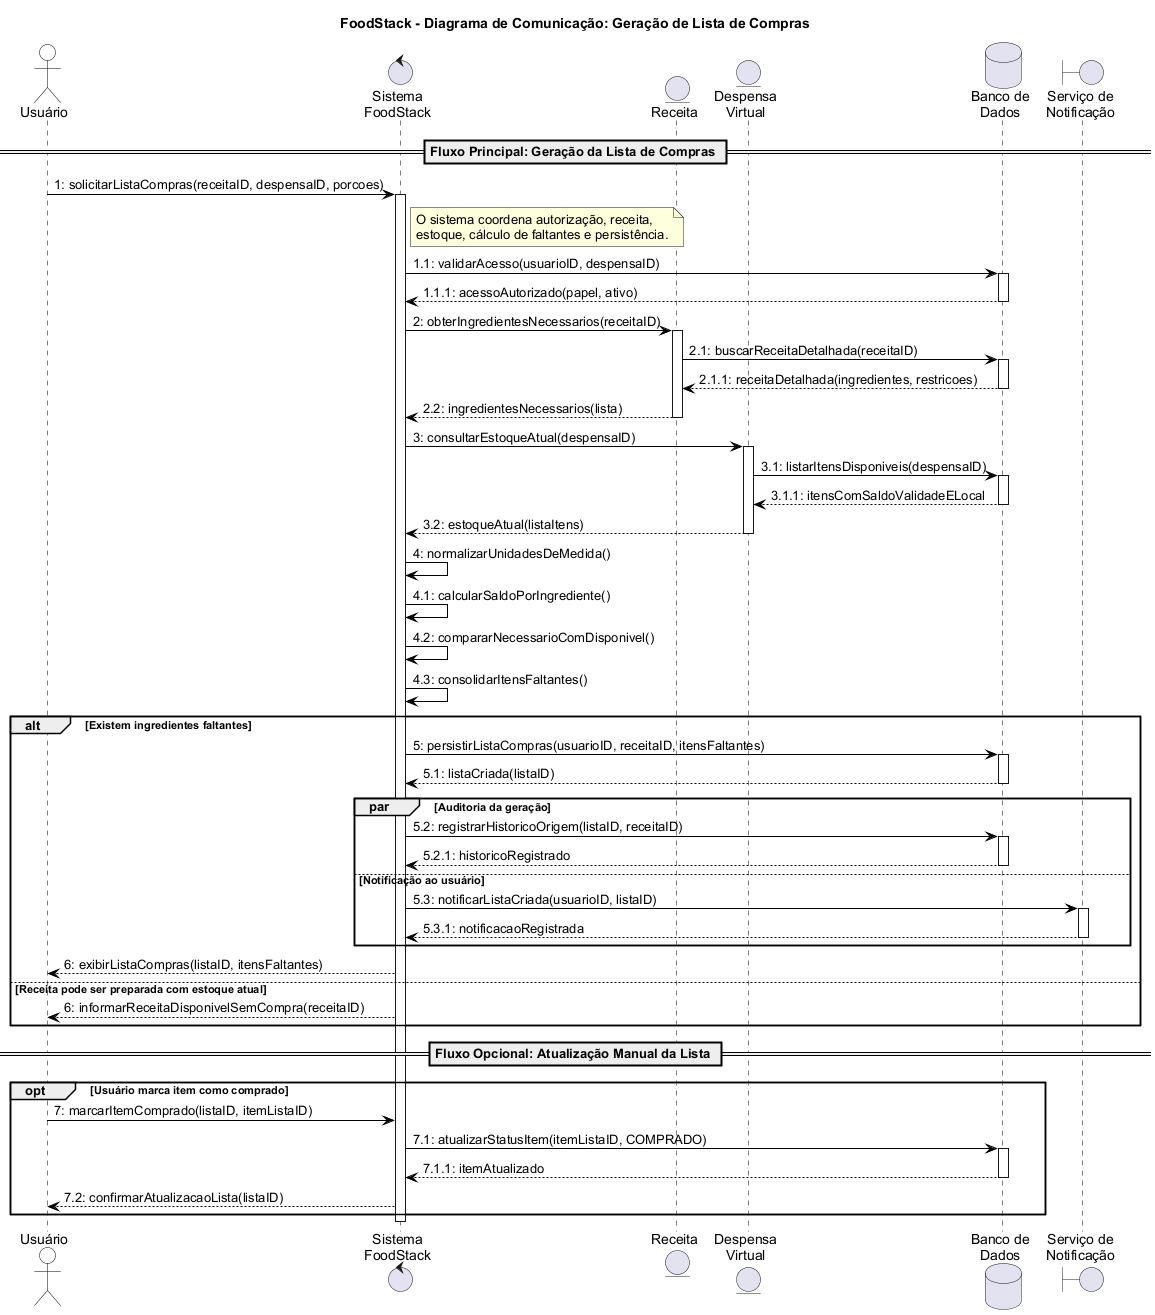 FoodStack - Diagrama de Comunicação: Geração de Lista de Compras
Usuário
Sistema
FoodStack
Receita
Despensa
Virtual
Banco de
Dados
Serviço de
Notificação
Fluxo Principal: Geração da Lista de Compras
1: solicitarListaCompras(receitaID, despensaID, porcoes)
O sistema coordena autorização, receita,
estoque, cálculo de faltantes e persistência.
1.1: validarAcesso(usuarioID, despensaID)
1.1.1: acessoAutorizado(papel, ativo)
2: obterIngredientesNecessarios(receitaID)
2.1: buscarReceitaDetalhada(receitaID)
2.1.1: receitaDetalhada(ingredientes, restricoes)
2.2: ingredientesNecessarios(lista)
3: consultarEstoqueAtual(despensaID)
3.1: listarItensDisponiveis(despensaID)
3.1.1: itensComSaldoValidadeELocal
3.2: estoqueAtual(listaItens)
4: normalizarUnidadesDeMedida()
4.1: calcularSaldoPorIngrediente()
4.2: compararNecessarioComDisponivel()
4.3: consolidarItensFaltantes()
alt [Existem ingredientes faltantes]
5: persistirListaCompras(usuarioID, receitaID, itensFaltantes)
5.1: listaCriada(listaID)
par [Auditoria da geração]
5.2: registrarHistoricoOrigem(listaID, receitaID)
5.2.1: historicoRegistrado
[Notificação ao usuário]
5.3: notificarListaCriada(usuarioID, listaID)
5.3.1: notificacaoRegistrada
6: exibirListaCompras(listaID, itensFaltantes)
[Receita pode ser preparada com estoque atual]
6: informarReceitaDisponivelSemCompra(receitaID)
Fluxo Opcional: Atualização Manual da Lista
opt [Usuário marca item como comprado]
7: marcarItemComprado(listaID, itemListaID)
7.1: atualizarStatusItem(itemListaID, COMPRADO)
7.1.1: itemAtualizado
7.2: confirmarAtualizacaoLista(listaID)
Usuário
Sistema
FoodStack
Receita
Despensa
Virtual
Banco de
Dados
Serviço de
Notificação